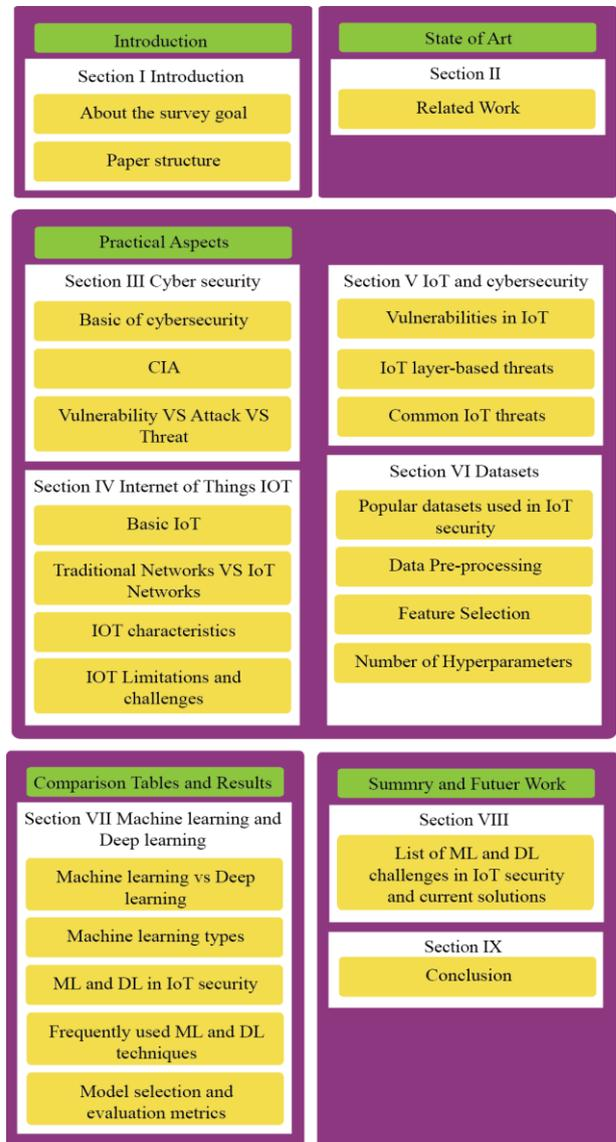 Introduction
Section I Introduction
About the survey goal
Paper structure
State of Art
Section II
Related Work
Practical Aspects
Section III Cyber security
Basic of cybersecurity
CIA
Vulnerability VS Attack VS
Threat
Section IV Internet of Things IOT
Basic IoT
Traditional Networks VS IoT
Networks
IOT characteristics
IOT Limitations and
challenges
Section V IoT and cybersecurity
Vulnerabilities in IoT
IoT layer-based threats
Common IoT threats
Section VI Datasets
Popular datasets used in IoT
security
Data Pre-processing
Feature Selection
Number of Hyperparameters
Comparison Tables and Results
Section VII Machine learning and
Deep learning
Machine learning vs Deep
learning
Machine learning types
ML and DL in IoT security
Frequently used ML and DL
techniques
Model selection and
evaluation metrics
Summry and Futuer Work
Section VIII
List of ML and DL
challenges in IoT security
and current solutions
Section IX
Conclusion